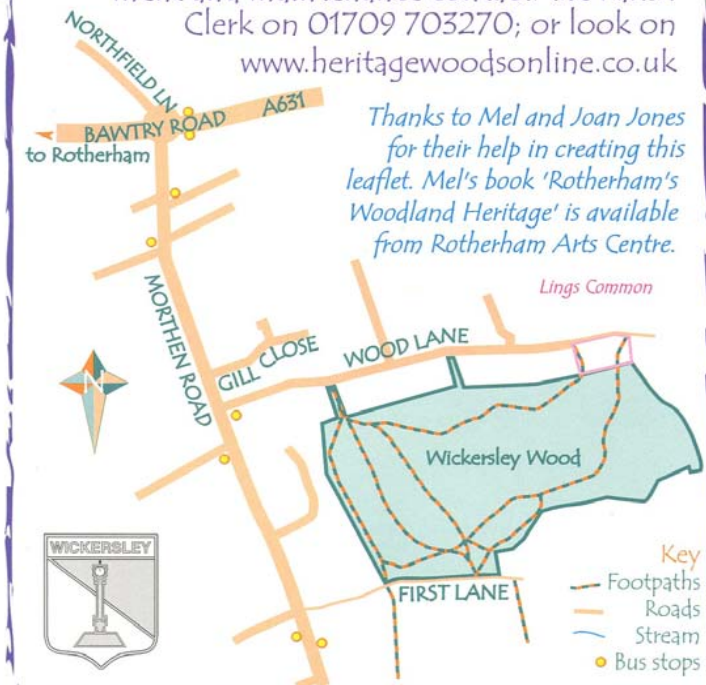 Clerk on 01709 703270; or look on
www.heritagewoodsonline.co.uk
NORTHFIELD LN
BAWTRY ROAD A631
to Rotherham
Thanks to Mel and Joan Jones
for their help in creating this
leaflet. Mel's book 'Rotherham's
Woodland Heritage' is available
from Rotherham Arts Centre.
Lings Common
MORTHEN ROAD
GILL CLOSE
WOOD LANE
N
Wickersley Wood
WICKERSLEY
FIRST LANE
Key
Footpaths
Roads
Stream
Bus stops